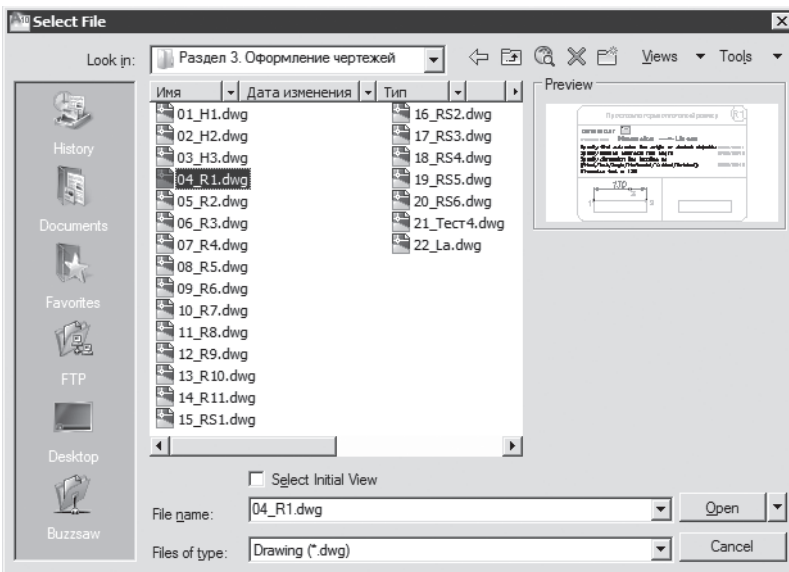 Select File
Look in:
Раздел 3. Оформление чертежей
Views
Tools
History
Documents
Favorites
FTP
Desktop
Buzzsaw
Имя
Дата изменения
Тип
01_H1.dwg
02_H2.dwg
03_H3.dwg
04_R1.dwg
05_R2.dwg
06_R3.dwg
07_R4.dwg
08_R5.dwg
09_R6.dwg
10_R7.dwg
11_R8.dwg
12_R9.dwg
13_R10.dwg
14_R11.dwg
15_RS1.dwg
16_RS2.dwg
17_RS3.dwg
18_RS4.dwg
19_RS5.dwg
20_RS6.dwg
21_Тест4.dwg
22_La.dwg
Preview
R1
130
Select Initial View
File name:
04_R1.dwg
Open
Files of type:
Drawing (*.dwg)
Cancel